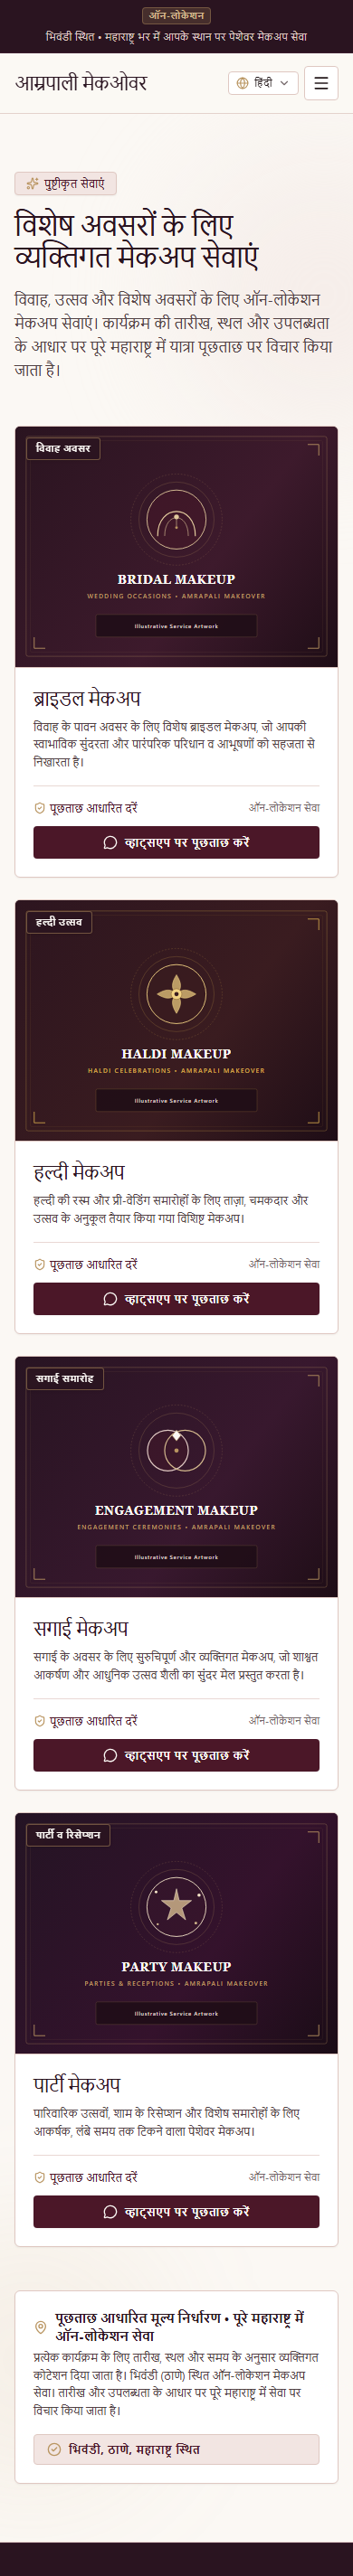 ऑन-लोकेशन
भिवंडी स्थित • महाराष्ट्र भर में आपके स्थान पर पेशेवर मेकअप सेवा
आम्रपाली मेकओवर
हिंदी
पुष्टीकृत सेवाएं
विशेष अवसरों के लिए
व्यक्तिगत मेकअप सेवाएं
विवाह, उत्सव और विशेष अवसरों के लिए ऑन-लोकेशन
मेकअप सेवाएं। कार्यक्रम की तारीख, स्थल और उपलब्धता
के आधार पर पूरे महाराष्ट्र में यात्रा पूछताछ पर विचार किया
जाता है।
विवाह अवसर
BRIDAL MAKEUP
WEDDING OCCASIONS • AMRAPALI MAKEOVER
Illustrative Service Artwork
ब्राइडल मेकअप
विवाह के पावन अवसर के लिए विशेष ब्राइडल मेकअप, जो आपकी
स्वाभाविक सुंदरता और पारंपरिक परिधान व आभूषणों को सहजता से
निखारता है।
पूछताछ आधारित दरें
ऑन-लोकेशन सेवा
व्हाट्सएप पर पूछताछ करें
हल्दी उत्सव
HALDI MAKEUP
HALDI CELEBRATIONS • AMRAPALI MAKEOVER
Illustrative Service Artwork
हल्दी मेकअप
हल्दी की रस्म और प्री-वेडिंग समारोहों के लिए ताज़ा, चमकदार और
उत्सव के अनुकूल तैयार किया गया विशिष्ट मेकअप।
पूछताछ आधारित दरें
ऑन-लोकेशन सेवा
व्हाट्सएप पर पूछताछ करें
सगाई समारोह
ENGAGEMENT MAKEUP
ENGAGEMENT CEREMONIES • AMRAPALI MAKEOVER
Illustrative Service Artwork
सगाई मेकअप
सगाई के अवसर के लिए सुरुचिपूर्ण और व्यक्तिगत मेकअप, जो शाश्वत
आकर्षण और आधुनिक उत्सव शैली का सुंदर मेल प्रस्तुत करता है।
पूछताछ आधारित दरें
ऑन-लोकेशन सेवा
व्हाट्सएप पर पूछताछ करें
पार्टी व रिसेप्शन
PARTY MAKEUP
PARTIES & RECEPTIONS • AMRAPALI MAKEOVER
Illustrative Service Artwork
पार्टी मेकअप
पारिवारिक उत्सवों, शाम के रिसेप्शन और विशेष समारोहों के लिए
आकर्षक, लंबे समय तक टिकने वाला पेशेवर मेकअप।
पूछताछ आधारित दरें
ऑन-लोकेशन सेवा
व्हाट्सएप पर पूछताछ करें
पूछताछ आधारित मूल्य निर्धारण • पूरे महाराष्ट्र में
ऑन-लोकेशन सेवा
प्रत्येक कार्यक्रम के लिए तारीख, स्थल और समय के अनुसार व्यक्तिगत
कोटेशन दिया जाता है। भिवंडी (ठाणे) स्थित ऑन-लोकेशन मेकअप
सेवा। तारीख और उपलब्धता के आधार पर पूरे महाराष्ट्र में सेवा पर
विचार किया जाता है।
भिवंडी, ठाणे, महाराष्ट्र स्थित